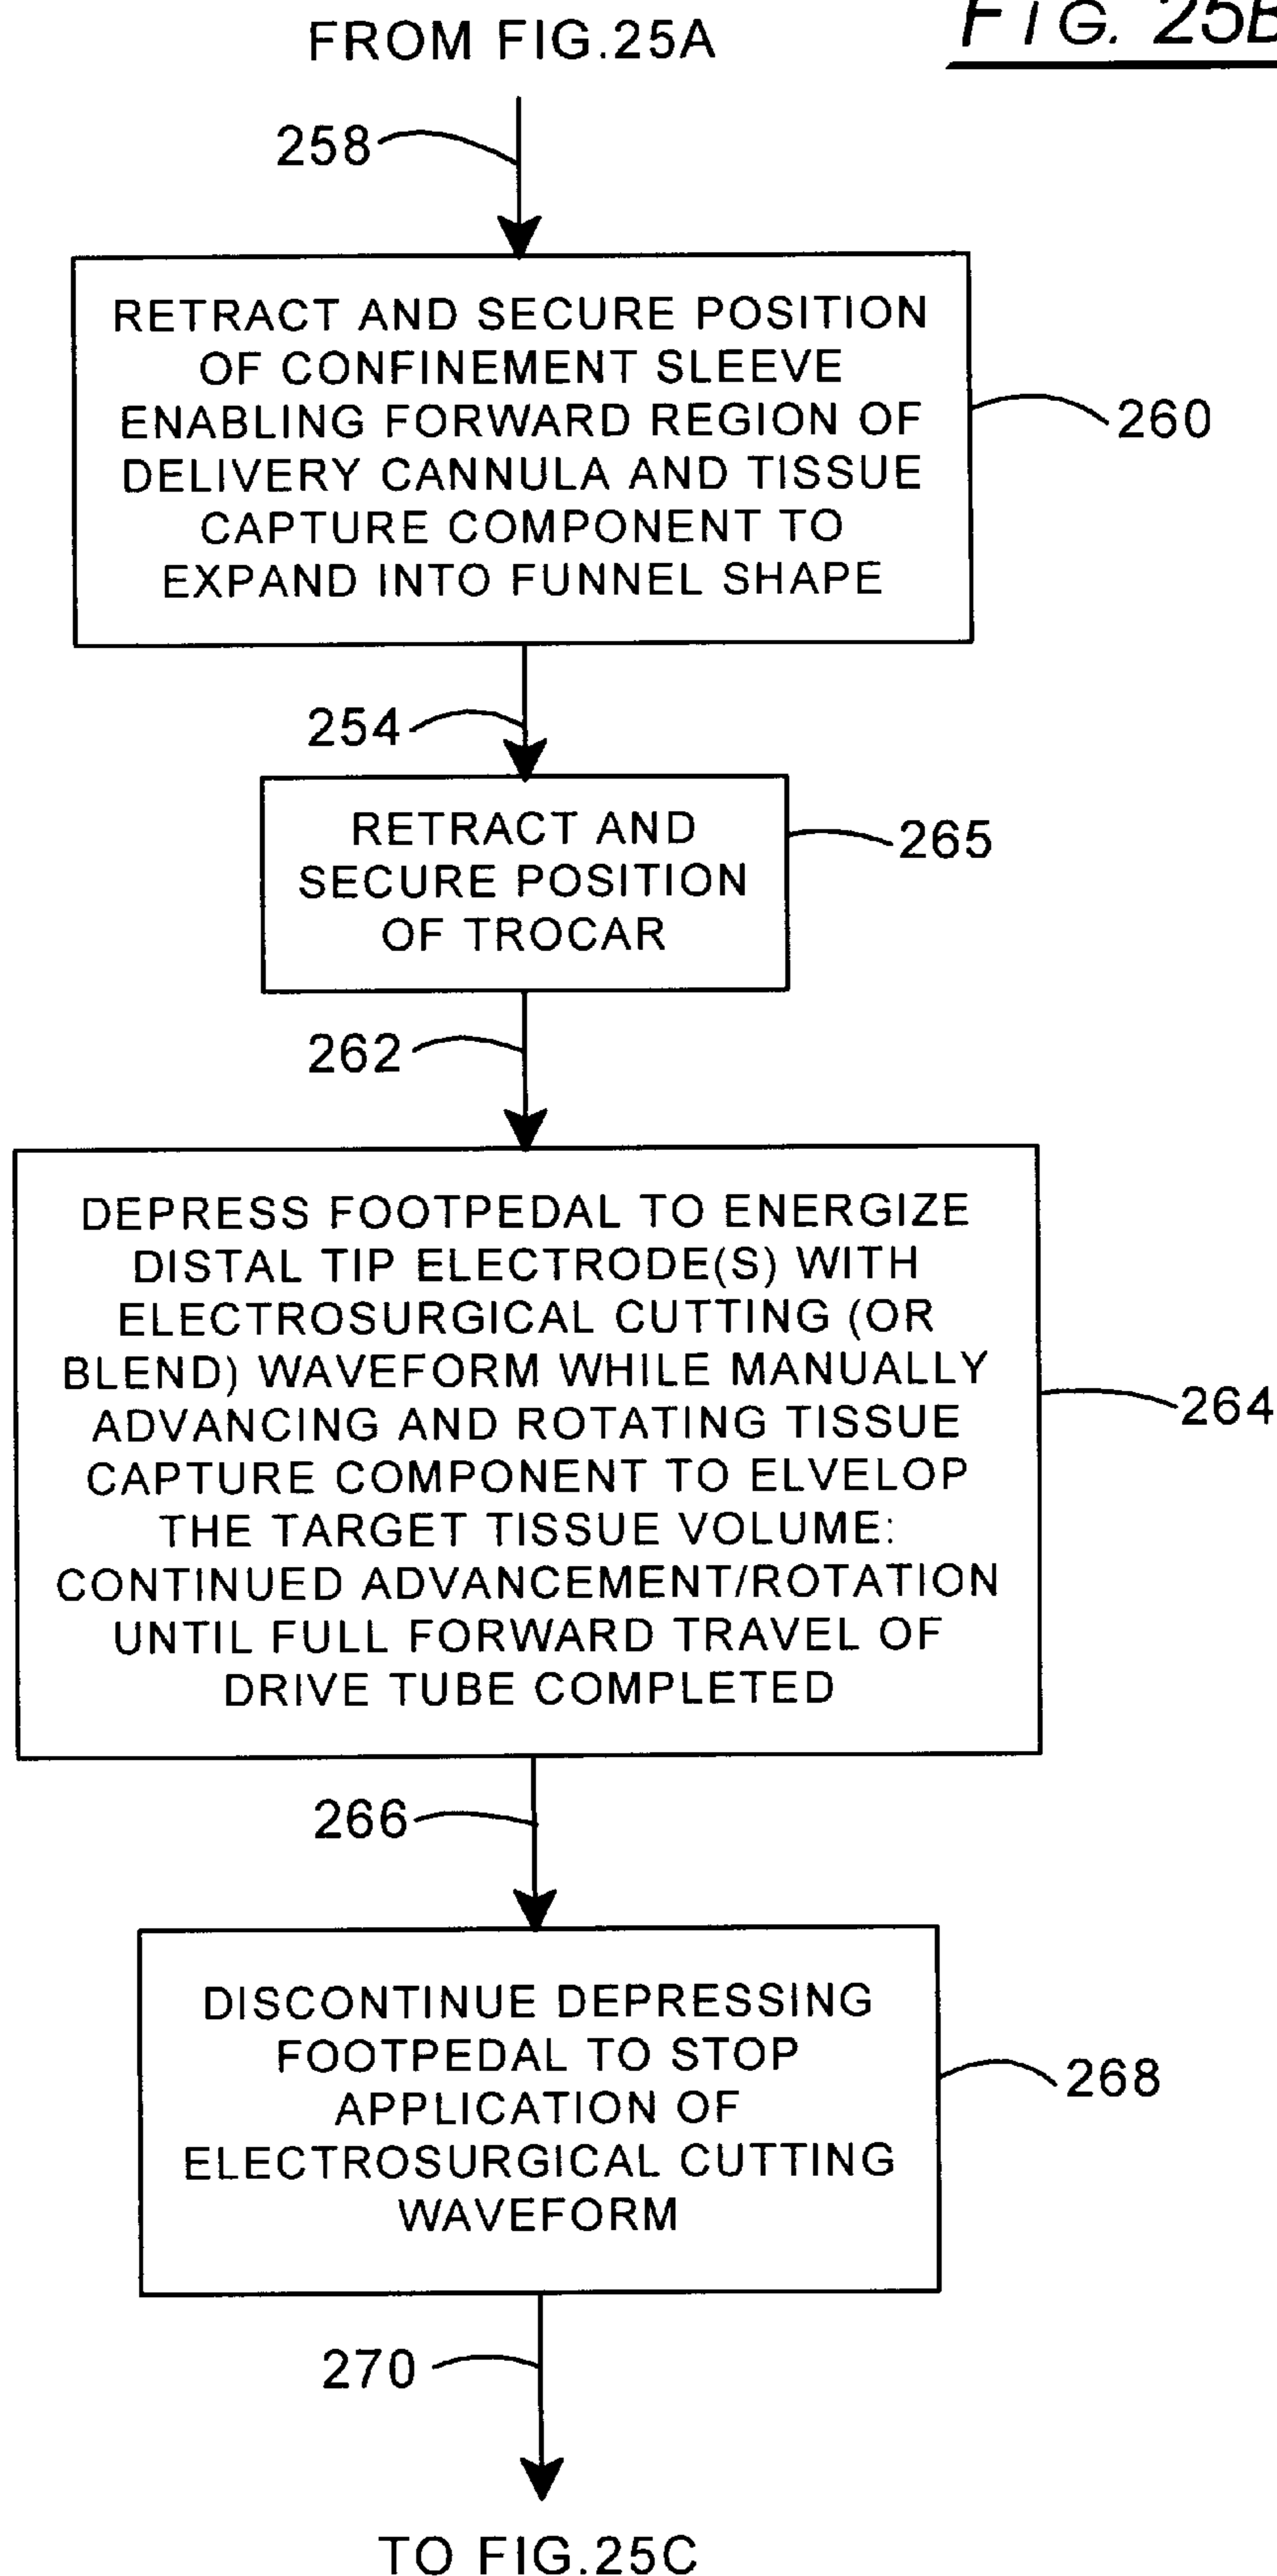 FROM FIG.25A
FIG. 25B
258
RETRACT AND SECURE POSITION
OF CONFINEMENT SLEEVE
ENABLING FORWARD REGION OF
DELIVERY CANNULA AND TISSUE
CAPTURE COMPONENT TO
EXPAND INTO FUNNEL SHAPE
260
254
RETRACT AND
SECURE POSITION
OF TROCAR
265
262
DEPRESS FOOTPEDAL TO ENERGIZE
DISTAL TIP ELECTRODE(S) WITH
ELECTROSURGICAL CUTTING (OR
BLEND) WAVEFORM WHILE MANUALLY
ADVANCING AND ROTATING TISSUE
CAPTURE COMPONENT TO ELVELOP
THE TARGET TISSUE VOLUME:
CONTINUED ADVANCEMENT/ROTATION
UNTIL FULL FORWARD TRAVEL OF
DRIVE TUBE COMPLETED
264
266
DISCONTINUE DEPRESSING
FOOTPEDAL TO STOP
APPLICATION OF
ELECTROSURGICAL CUTTING
WAVEFORM
268
270
TO FIG.25C